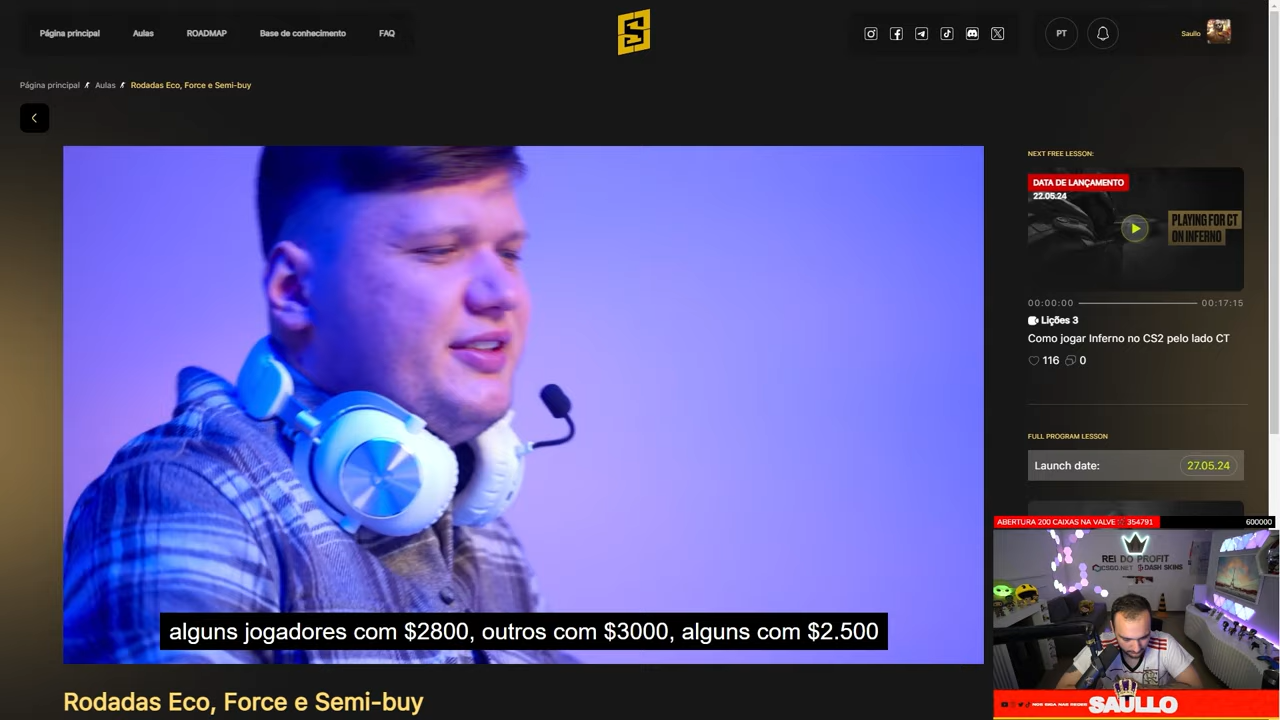 Página principal
Aulas
ROADMAP
Base de conhecimento
FAQ
PT
Saullo
Página principal
Aulas
Rodadas Eco, Force e Semi-buy
NEXT FREE LESSON:
DATA DE LANÇAMENTO
22.05.24
PLAYING FOR CT
ON INFERNO
00:00:00
00:17:15
Lições 3
Como jogar Inferno no CS2 pelo lado CT
116
0
FULL PROGRAM LESSON
Launch date:
27.05.24
ABERTURA 200 CAIXAS NA VALVE
354791
600000
REI DO PROFIT
CSGO.NET
DASH SKINS
alguns jogadores com $2800, outros com $3000, alguns com $2.500
Rodadas Eco, Force e Semi-buy
SAULLO